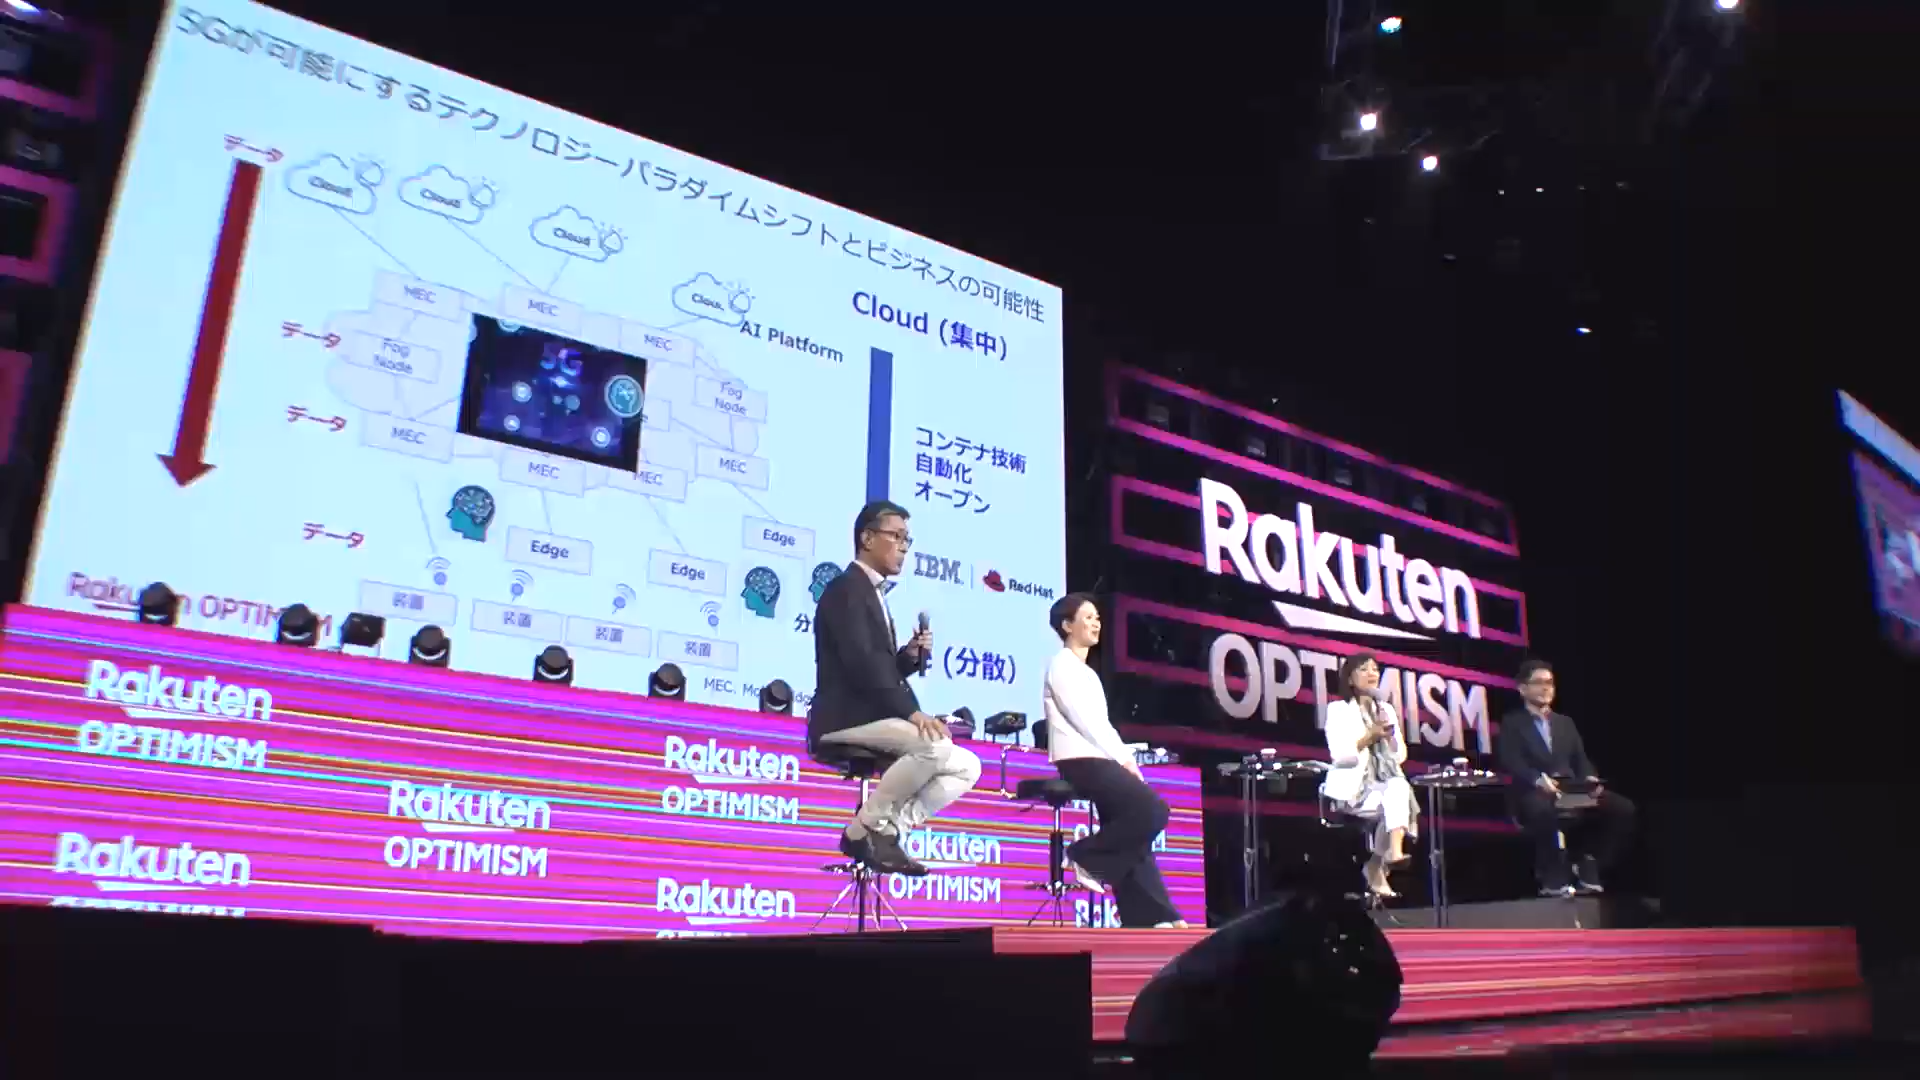 5Gが可能にするテクノロジーパラダイムシフトとビジネスの可能性
データ
Cloud
Cloud
Cloud
Cloud
AI Platform
Cloud (集中)
MEC
MEC
MEC
データ
Fog
Node
5G
Fog
Node
データ
MEC
MEC
MEC
MEC
コンテナ技術
自動化
オープン
データ
Edge
Edge
Edge
IBM
Red Hat
装置
装置
装置
装置
(分散)
MEC.
Rakuten OPTIMISM
Rakuten
OPTIMISM
Rakuten
OPTIMISM
Rakuten
OPTIMISM
Rakuten
OPTIMISM
Rakuten
Rakuten
Rakuten
OPTIMISM